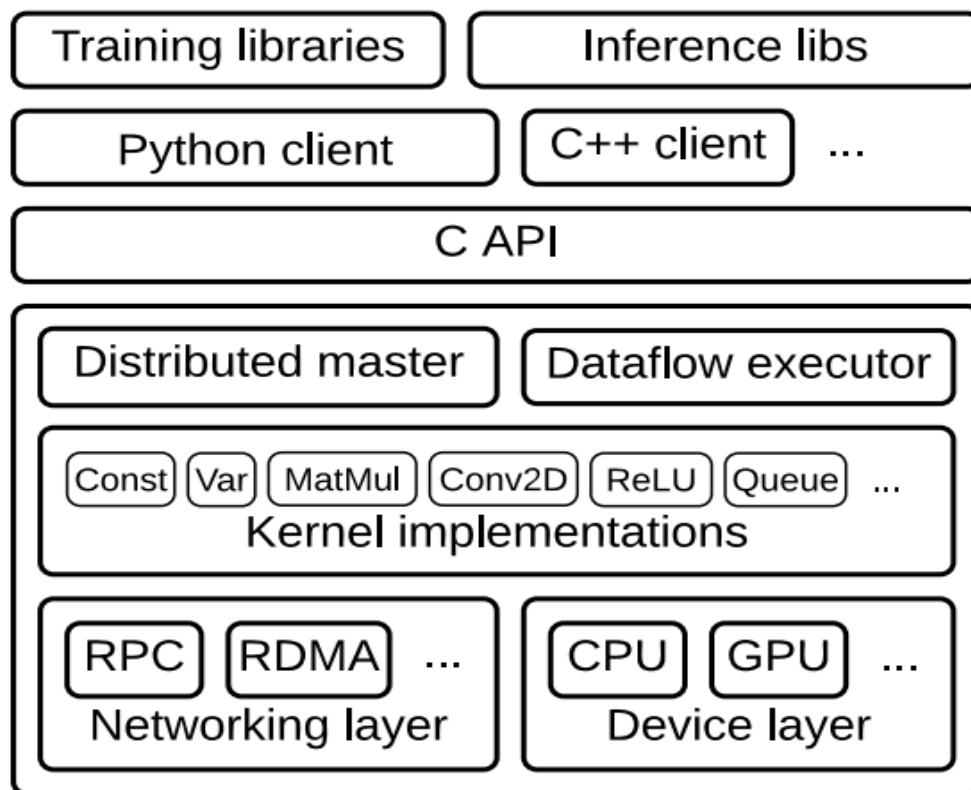 Training libraries
Inference libs
Python client
C++ client
...
C API
Distributed master
Dataflow executor
Const
Var
MatMul
Conv2D
ReLU
Queue
...
Kernel implementations
RPC
RDMA
...
Networking layer
CPU
GPU
...
Device layer